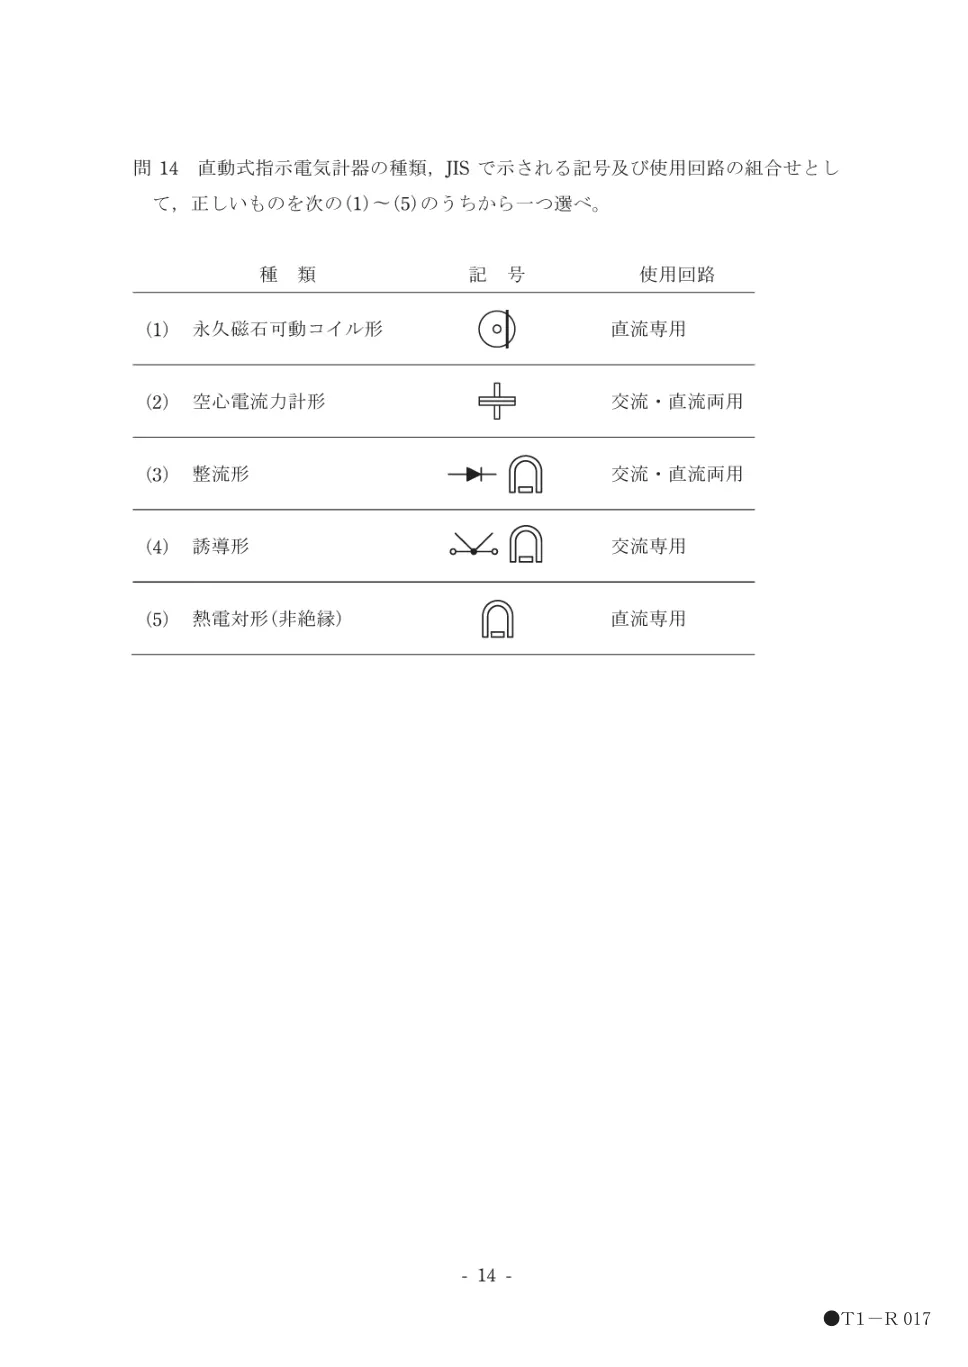 問 14　直動式指示電気計器の種類，JIS で示される記号及び使用回路の組合せとし
て，正しいものを次の(1)～(5)のうちから一つ選べ。
種　類　記　号　使用回路
(1)　永久磁石可動コイル形　直流専用
(2)　空心電流力計形　交流・直流両用
(3)　整流形　交流・直流両用
(4)　誘導形　交流専用
(5)　熱電対形(非絶縁)　直流専用
- 14 -
●T1－R 017